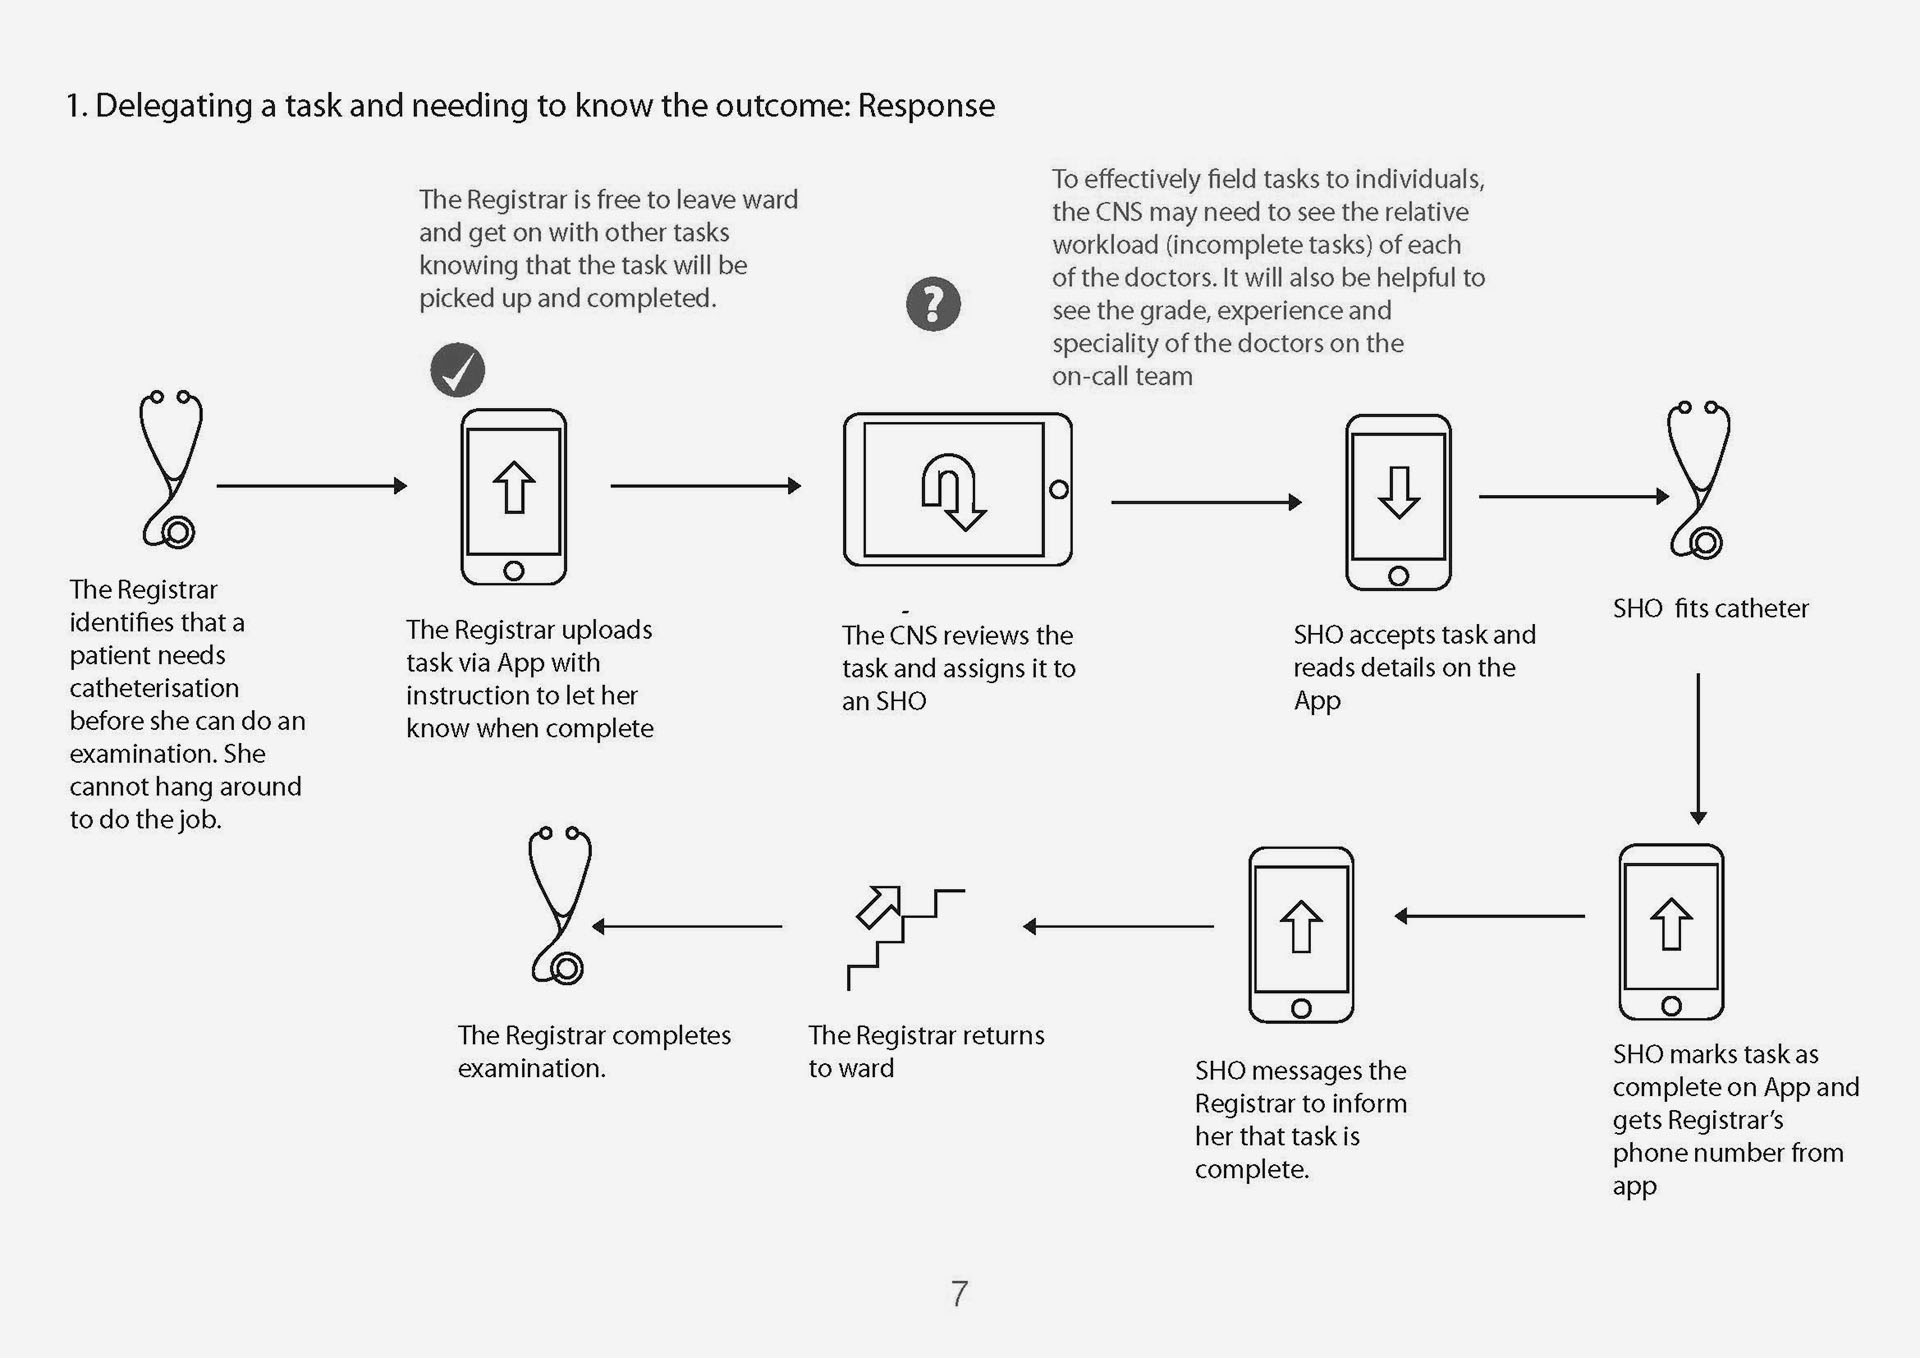 1. Delegating a task and needing to know the outcome: Response
The Registrar is free to leave ward
and get on with other tasks
knowing that the task will be
picked up and completed.
?
To effectively field tasks to individuals,
the CNS may need to see the relative
workload (incomplete tasks) of each
of the doctors. It will also be helpful to
see the grade, experience and
speciality of the doctors on the
on-call team
The Registrar
identifies that a
patient needs
catheterisation
before she can do an
examination. She
cannot hang around
to do the job.
The Registrar uploads
task via App with
instruction to let her
know when complete
The CNS reviews the
task and assigns it to
an SHO
SHO accepts task and
reads details on the
App
SHO  fits catheter
SHO marks task as
complete on App and
gets Registrar’s
phone number from
app
SHO messages the
Registrar to inform
her that task is
complete.
The Registrar returns
to ward
The Registrar completes
examination.
7